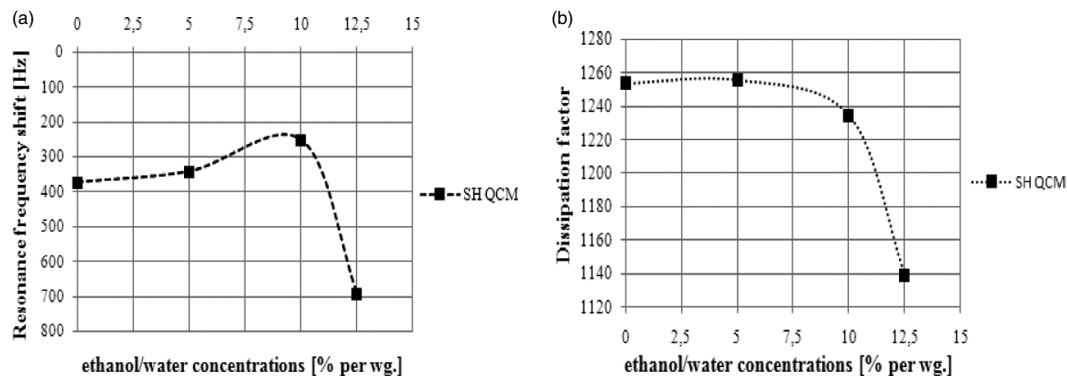 (a)
0 2,5 5 7,5 10 12,5 15
0
100
200
300
400
500
600
700
800
Resonance frequency shift [Hz]
SH QCM
ethanol/water concentrations [% per wg.]
(b)
1280
1260
1240
1220
1200
1180
1160
1140
1120
Dissipation factor
0 2,5 5 7,5 10 12,5 15
SH QCM
ethanol/water concentrations [% per wg.]